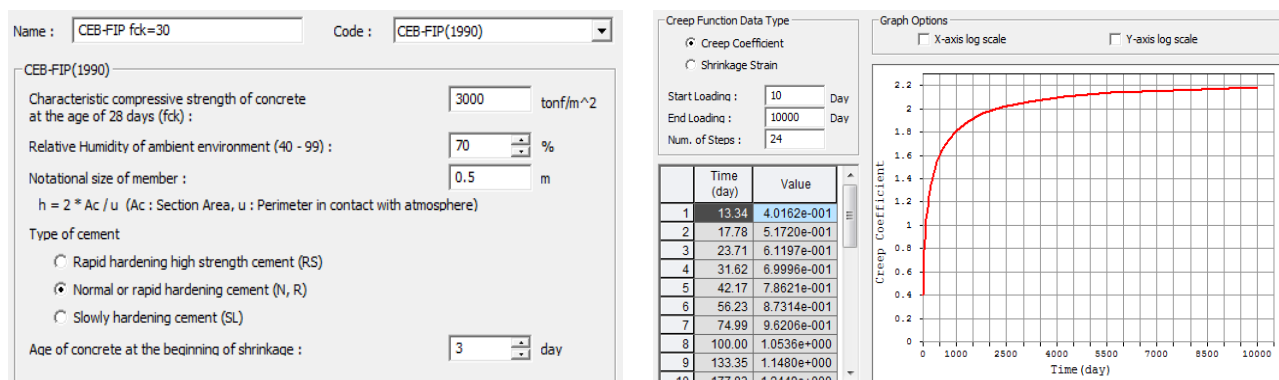 Name : CEB-FIP fck=30 Code : CEB-FIP(1990)
CEB-FIP(1990)
Characteristic compressive strength of concrete
at the age of 28 days (fck) : 3000 tonf/m^2
Relative Humidity of ambient environment (40 - 99) : 70 %
Notational size of member : 0.5 m
h = 2 * Ac / u (Ac : Section Area, u : Perimeter in contact with atmosphere)
Type of cement
Rapid hardening high strength cement (RS)
Normal or rapid hardening cement (N, R)
Slowly hardening cement (SL)
Age of concrete at the beginning of shrinkage : 3 day
Creep Function Data Type
Creep Coefficient
Shrinkage Strain
Start Loading : 10 Day
End Loading : 10000 Day
Num. of Steps : 24
Time
(day) Value
1 13.34 4.0162e-001
2 17.78 5.1720e-001
3 23.71 6.1197e-001
4 31.62 6.9996e-001
5 42.17 7.8621e-001
6 56.23 8.7314e-001
7 74.99 9.6206e-001
8 100.00 1.0536e+000
9 133.35 1.1480e+000
Graph Options
X-axis log scale Y-axis log scale
2.2
2
1.8
1.6
1.4
1.2
1
0.8
0.6
0.4
0.2
0
Creep Coefficient
0 1000 2500 4000 5500 7000 8500 10000
Time(day)